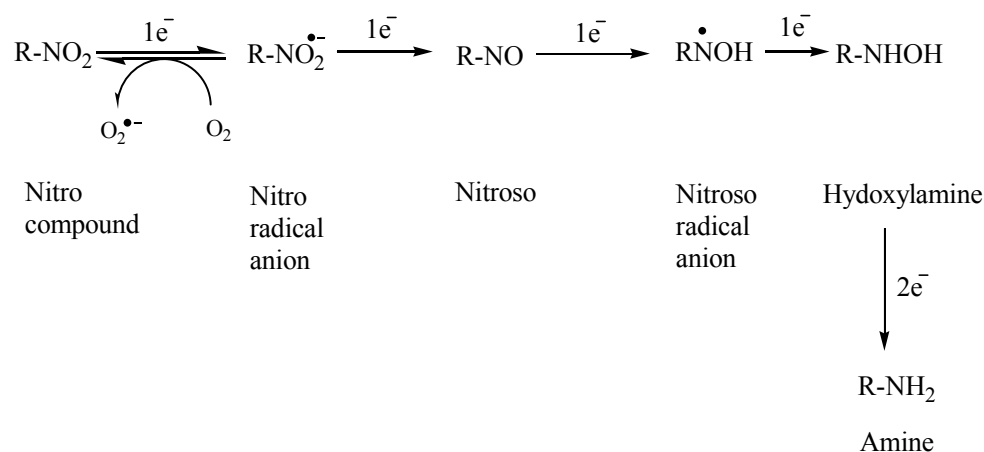 1e⁻ 1e⁻ 1e⁻ 1e⁻
R-NO₂ R-NO₂•⁻ R-NO RṄOH R-NHOH
O₂•⁻ O₂
Nitro
compound
Nitro
radical
anion
Nitroso
Nitroso
radical
anion
Hydoxylamine
2e⁻
R-NH₂
Amine